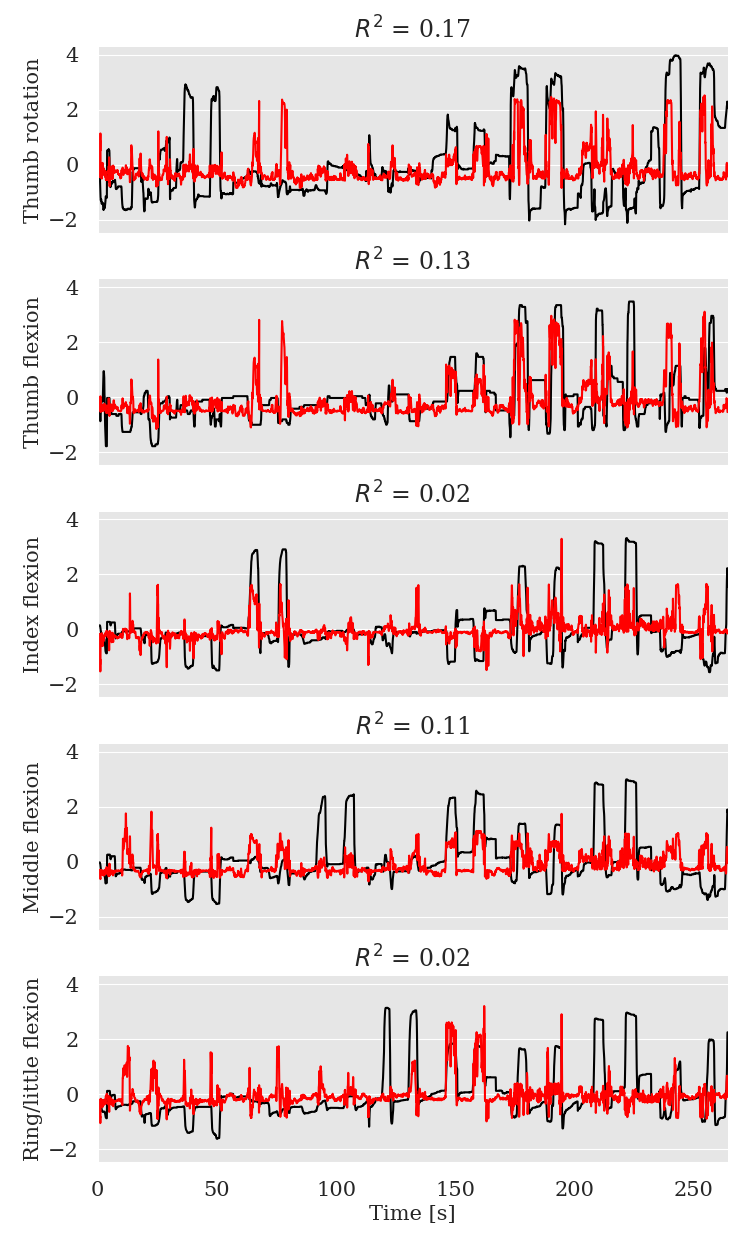 R² = 0.17
Thumb rotation
4
2
0
−2
R² = 0.13
Thumb flexion
4
2
0
−2
R² = 0.02
Index flexion
4
2
0
−2
R² = 0.11
Middle flexion
4
2
0
−2
R² = 0.02
Ring/little flexion
4
2
0
−2
0 50 100 150 200 250
Time [s]